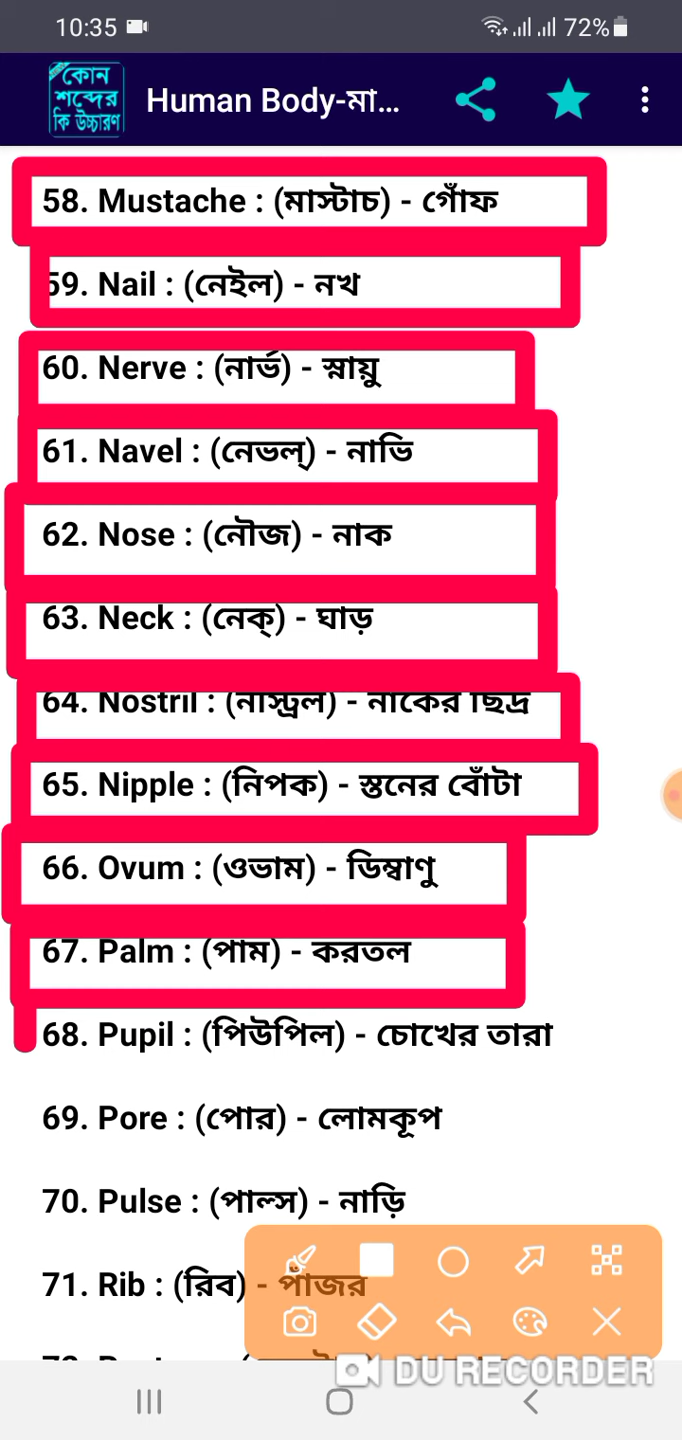 10:35 72%
কোন শব্দের কি উচ্চারণ
Human Body-মা...
58. Mustache : (মাস্টাচ) - গোঁফ
59. Nail : (নেইল) - নখ
60. Nerve : (নার্ভ) - স্নায়ু
61. Navel : (নেভল্) - নাভি
62. Nose : (নৌজ) - নাক
63. Neck : (নেক্) - ঘাড়
64. Nostril : (নাস্ট্রল) - নাকের ছিদ্র
65. Nipple : (নিপক) - স্তনের বোঁটা
66. Ovum : (ওভাম) - ডিম্বাণু
67. Palm : (পাম) - করতল
68. Pupil : (পিউপিল) - চোখের তারা
69. Pore : (পোর) - লোমকূপ
70. Pulse : (পাল্স) - নাড়ি
71. Rib : (রিব) - পাজর
DU RECORDER